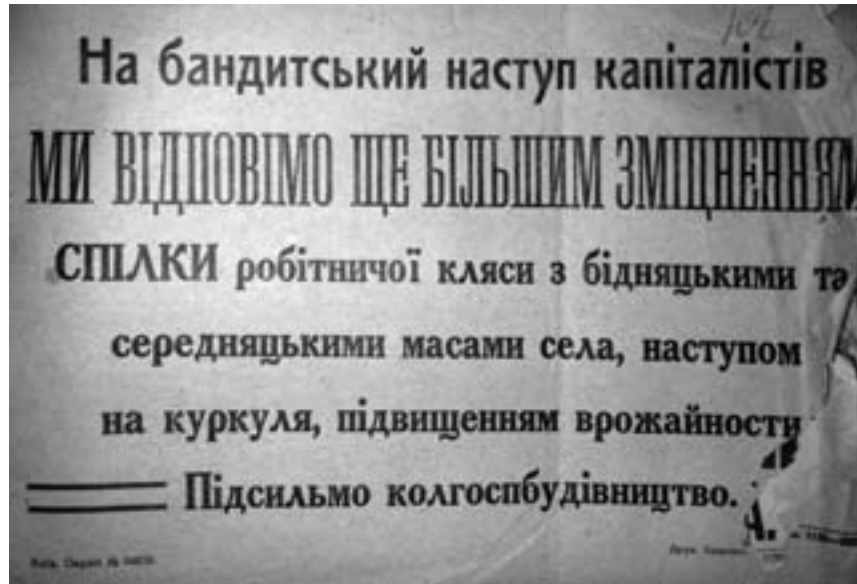 На бандитський наступ капіталістів
МИ ВІДПОВІМО ЩЕ БІЛЬШИМ ЗМІЦНЕННЯМ
СПІЛКИ робітничої кляси з бідняцькими та
середняцькими масами села, наступом
на куркуля, підвищенням врожайности
Підсильмо колгоспбудівництво.